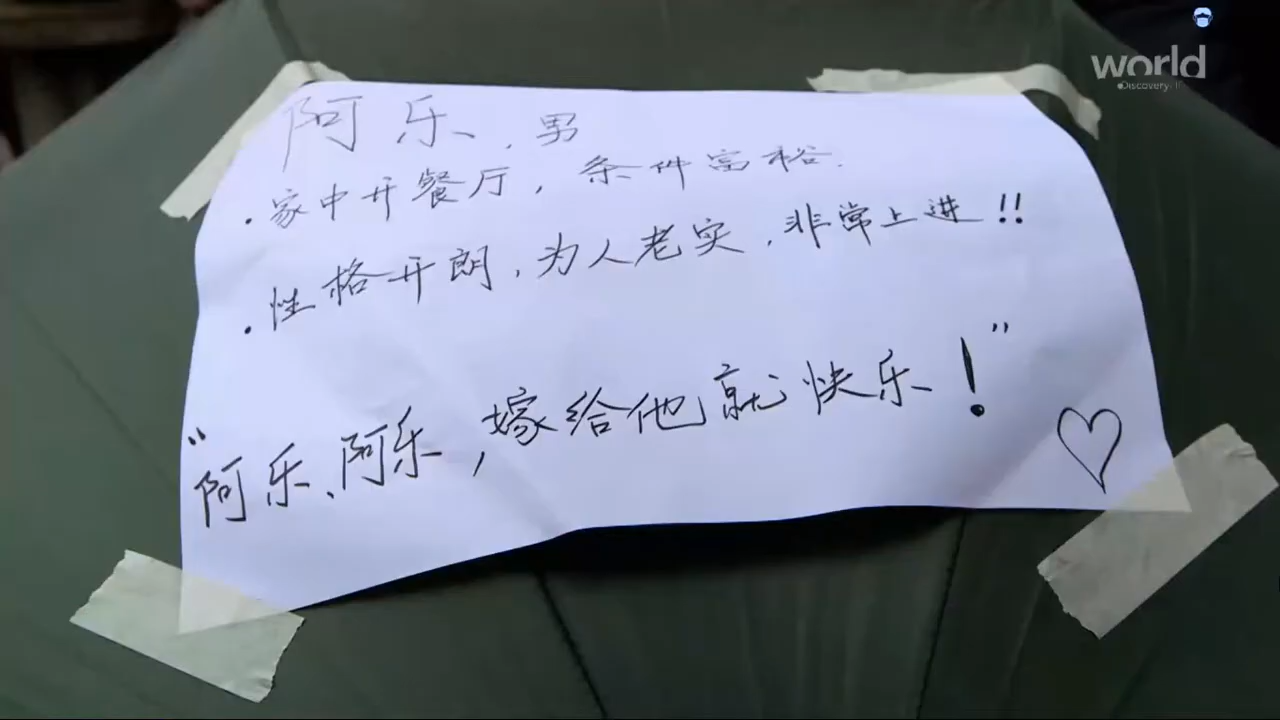 world
Discovery
阿乐、男
·家中开餐厅，条件富裕.
·性格开朗，为人老实，非常上进!!
"阿乐、阿乐，嫁给他就快乐！"